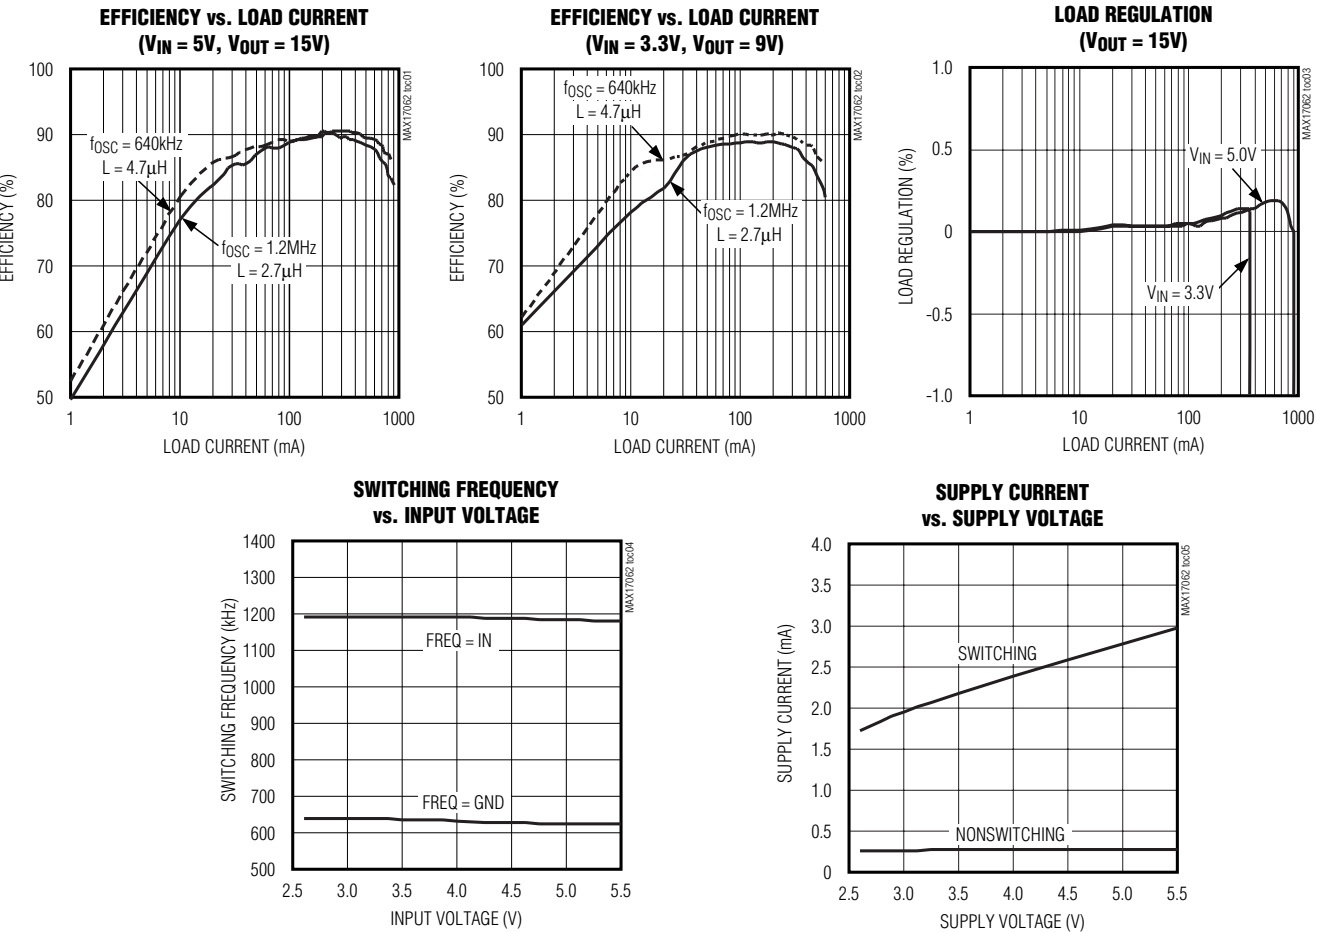 EFFICIENCY vs. LOAD CURRENT
(VIN = 5V, VOUT = 15V)
100
90
80
70
60
50
EFFICIENCY (%)
fOSC = 640kHz
L = 4.7µH
fOSC = 1.2MHz
L = 2.7µH
MAX17062 toc01
1
10
100
1000
LOAD CURRENT (mA)
EFFICIENCY vs. LOAD CURRENT
(VIN = 3.3V, VOUT = 9V)
100
90
80
70
60
50
EFFICIENCY (%)
fOSC = 640kHz
L = 4.7µH
fOSC = 1.2MHz
L = 2.7µH
MAX17062 toc02
1
10
100
1000
LOAD CURRENT (mA)
LOAD REGULATION
(VOUT = 15V)
1.0
0.5
0
-0.5
-1.0
LOAD REGULATION (%)
VIN = 5.0V
VIN = 3.3V
MAX17062 toc03
1
10
100
1000
LOAD CURRENT (mA)
SWITCHING FREQUENCY
vs. INPUT VOLTAGE
1400
1300
1200
1100
1000
900
800
700
600
500
SWITCHING FREQUENCY (kHz)
FREQ = IN
FREQ = GND
MAX17062 toc04
2.5
3.0
3.5
4.0
4.5
5.0
5.5
INPUT VOLTAGE (V)
SUPPLY CURRENT
vs. SUPPLY VOLTAGE
4.0
3.5
3.0
2.5
2.0
1.5
1.0
0.5
0
SUPPLY CURRENT (mA)
SWITCHING
NONSWITCHING
MAX17062 toc05
2.5
3.0
3.5
4.0
4.5
5.0
5.5
SUPPLY VOLTAGE (V)